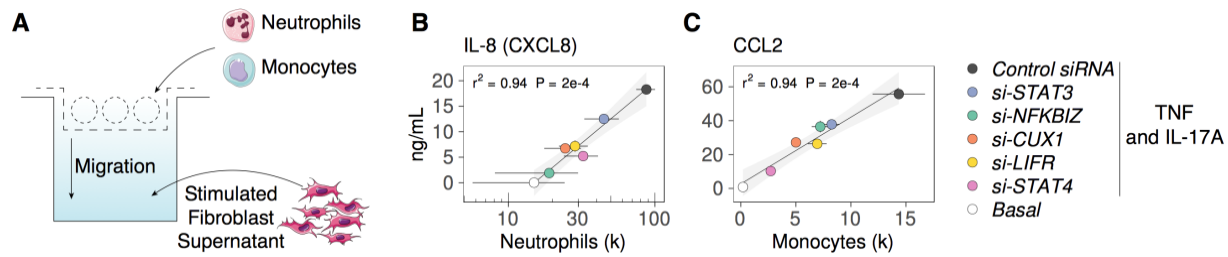 A
Neutrophils
Monocytes
Migration
Stimulated
Fibroblast
Supernatant
B
IL-8 (CXCL8)
r² = 0.94 P = 2e-4
ng/mL
20
15
10
5
0
10
30
100
Neutrophils (k)
C
CCL2
r² = 0.94 P = 2e-4
60
40
20
0
0
5
10
15
Monocytes (k)
Control siRNA
si-STAT3
si-NFKBIZ
si-CUX1
si-LIFR
si-STAT4
Basal
TNF
and IL-17A